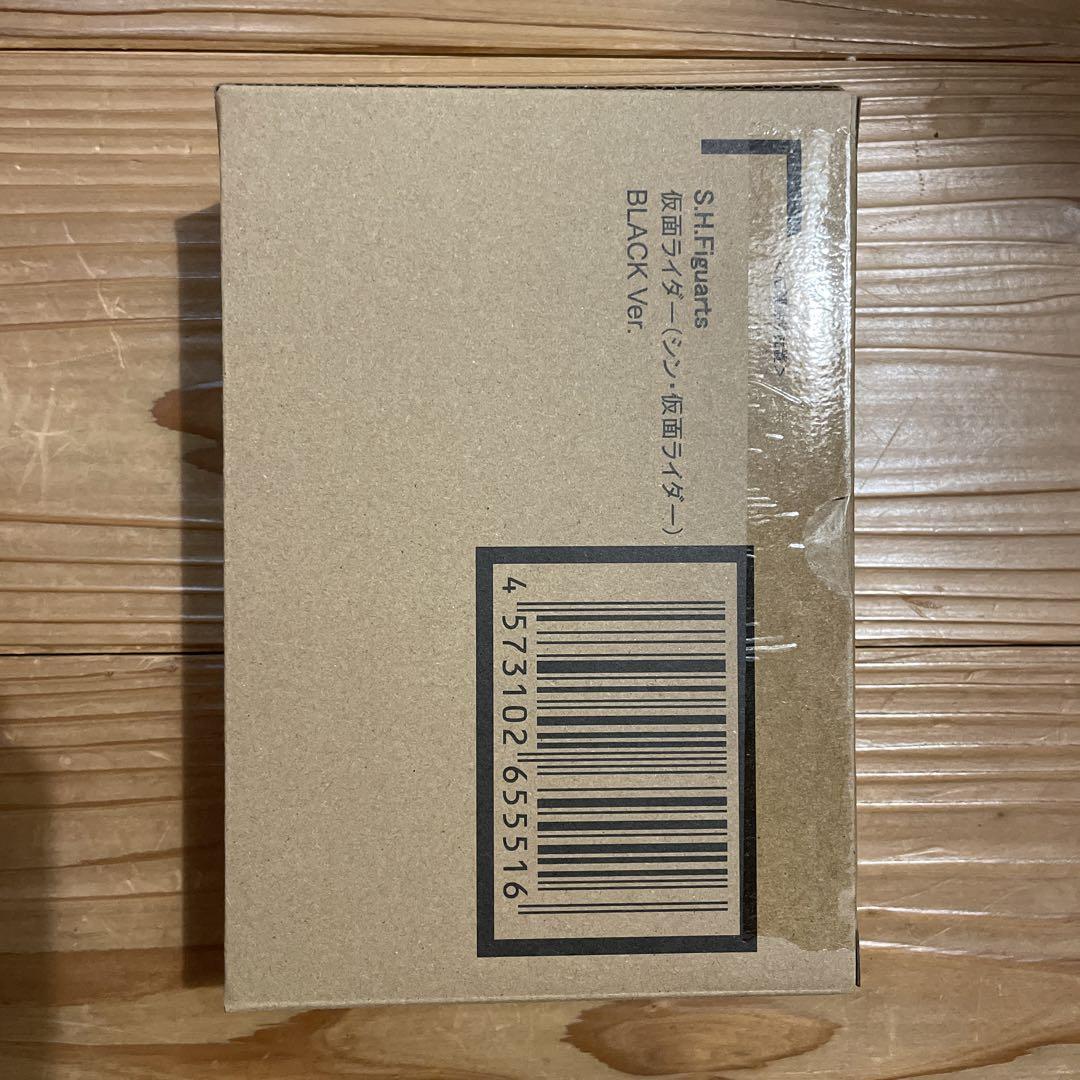 S.H.Figuarts
仮面ライダー(シン・仮面ライダー)
BLACK Ver.
4 573102 655516